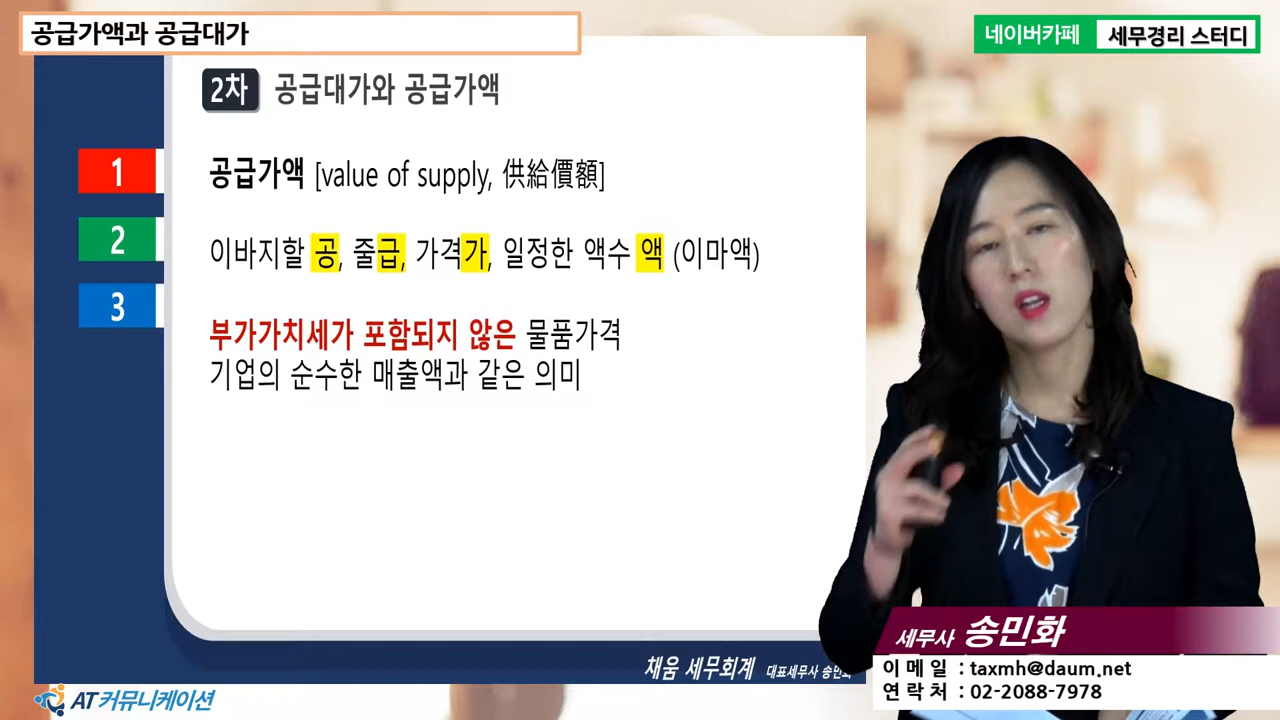 공급가액과 공급대가
네이버카페 세무경리 스터디
2차 공급대가와 공급가액
1
공급가액 [value of supply, 供給價額]
2
이바지할 공, 줄급, 가격가, 일정한 액수 액 (이마액)
3
부가가치세가 포함되지 않은 물품가격
기업의 순수한 매출액과 같은 의미
세무사 송민화
이 메 일 : taxmh@daum.net
연 락 처 : 02-2088-7978
채움 세무회계 대표세무사 송민화
AT커뮤니케이션